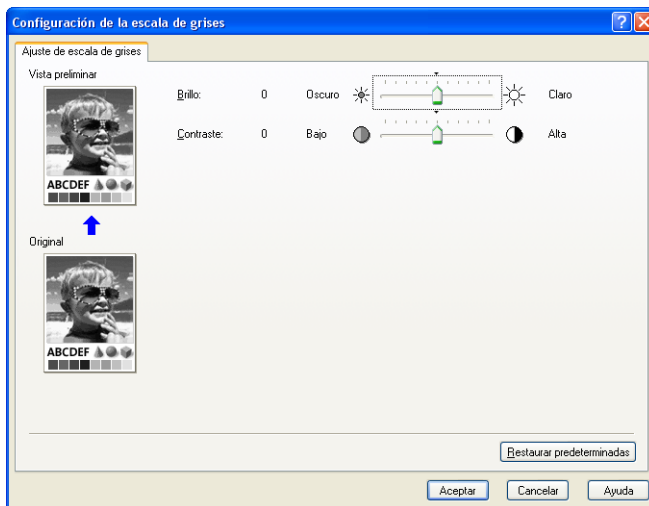 Configuración de la escala de grises
Ajuste de escala de grises
Vista preliminar
Brillo: 0 Oscuro Claro
Contraste: 0 Bajo Alta
ABCDEF
Original
ABCDEF
Restaurar predeterminadas
Aceptar Cancelar Ayuda